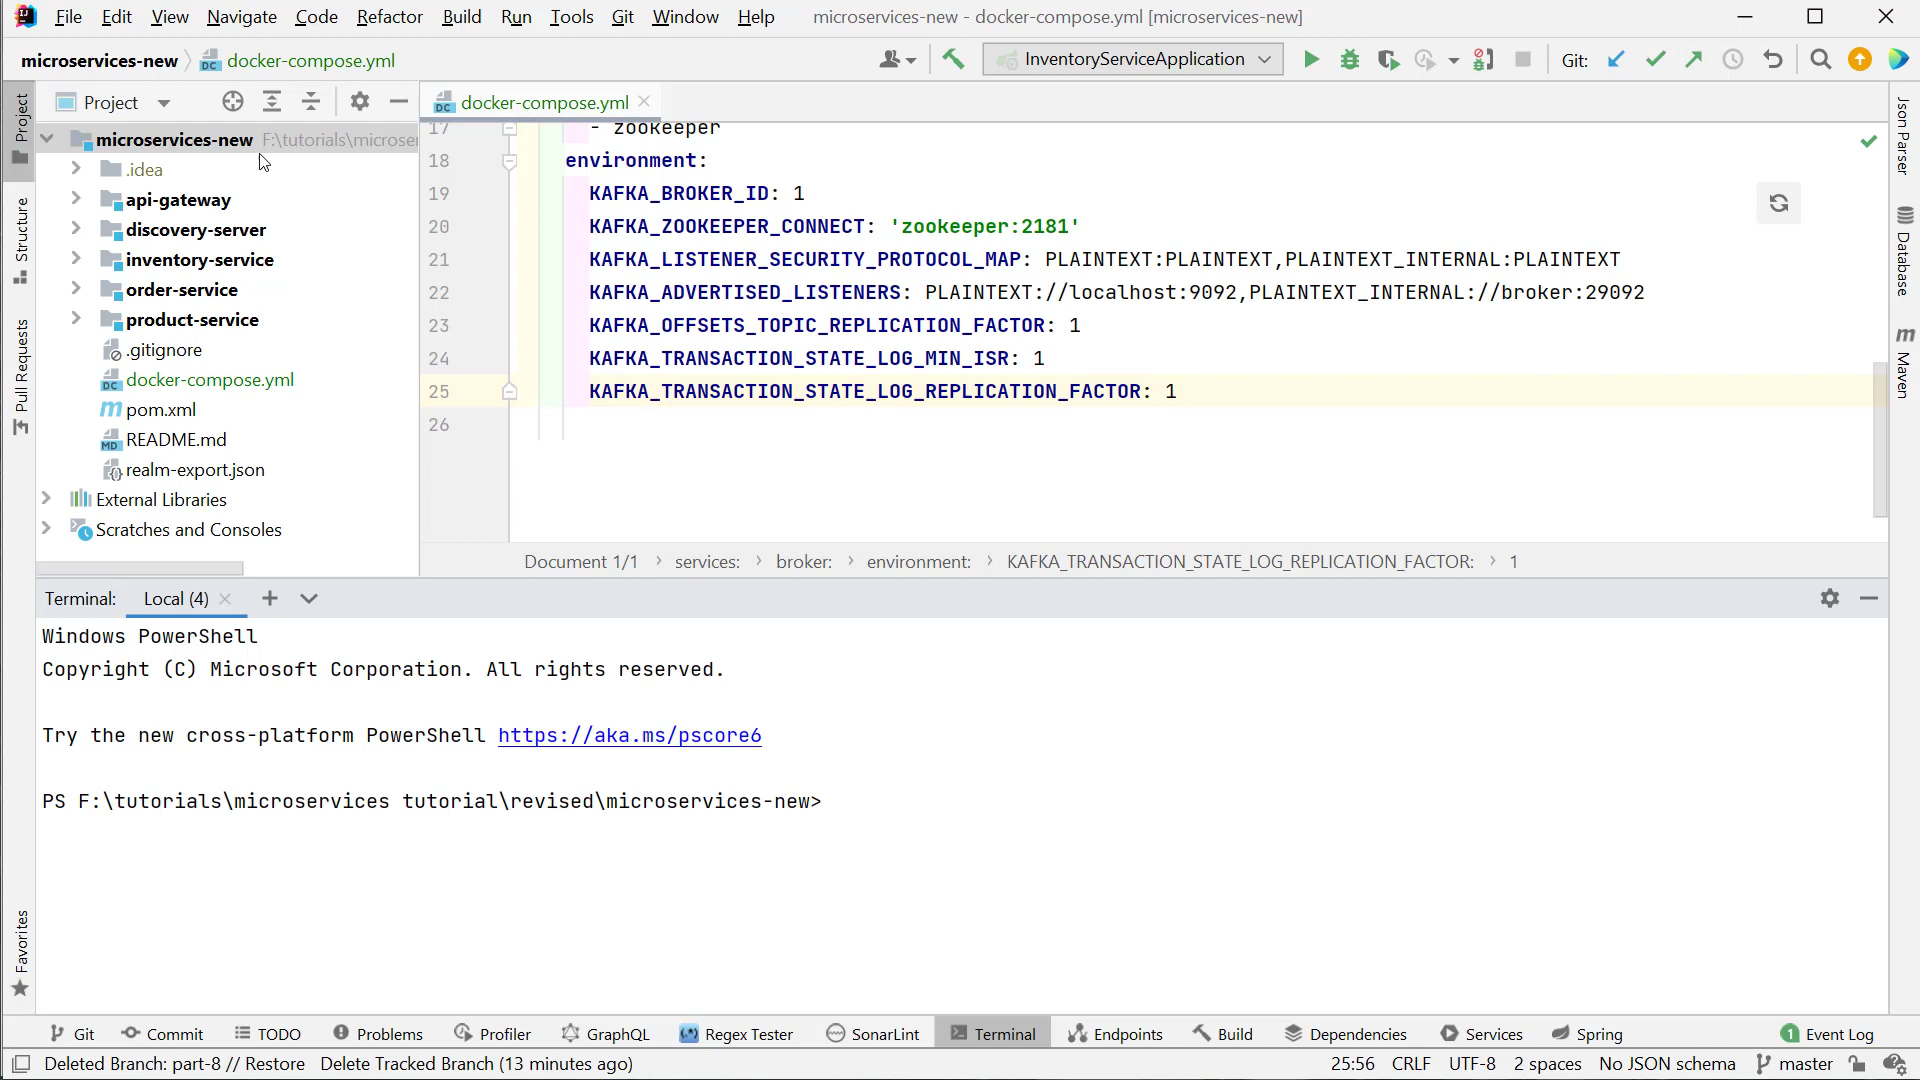 File Edit View Navigate Code Refactor Build Run Tools Git Window Help microservices-new - docker-compose.yml [microservices-new]
microservices-new docker-compose.yml InventoryServiceApplication Git:
Project docker-compose.yml
microservices-new F:\tutorials\microser
.idea
api-gateway
discovery-server
inventory-service
order-service
product-service
.gitignore
docker-compose.yml
pom.xml
README.md
realm-export.json
External Libraries
Scratches and Consoles
17 - zookeeper
18 environment:
19 KAFKA_BROKER_ID: 1
20 KAFKA_ZOOKEEPER_CONNECT: 'zookeeper:2181'
21 KAFKA_LISTENER_SECURITY_PROTOCOL_MAP: PLAINTEXT:PLAINTEXT,PLAINTEXT_INTERNAL:PLAINTEXT
22 KAFKA_ADVERTISED_LISTENERS: PLAINTEXT://localhost:9092,PLAINTEXT_INTERNAL://broker:29092
23 KAFKA_OFFSETS_TOPIC_REPLICATION_FACTOR: 1
24 KAFKA_TRANSACTION_STATE_LOG_MIN_ISR: 1
25 KAFKA_TRANSACTION_STATE_LOG_REPLICATION_FACTOR: 1
26
Document 1/1 › services: › broker: › environment: › KAFKA_TRANSACTION_STATE_LOG_REPLICATION_FACTOR: › 1
Project
Structure
Pull Requests
Favorites
Json Parser
Database
Maven
Terminal: Local (4)
Windows PowerShell
Copyright (C) Microsoft Corporation. All rights reserved.
Try the new cross-platform PowerShell https://aka.ms/pscore6
PS F:\tutorials\microservices tutorial\revised\microservices-new>
Git Commit TODO Problems Profiler GraphQL Regex Tester SonarLint Terminal Endpoints Build Dependencies Services Spring 1 Event Log
Deleted Branch: part-8 // Restore Delete Tracked Branch (13 minutes ago) 25:56 CRLF UTF-8 2 spaces No JSON schema master